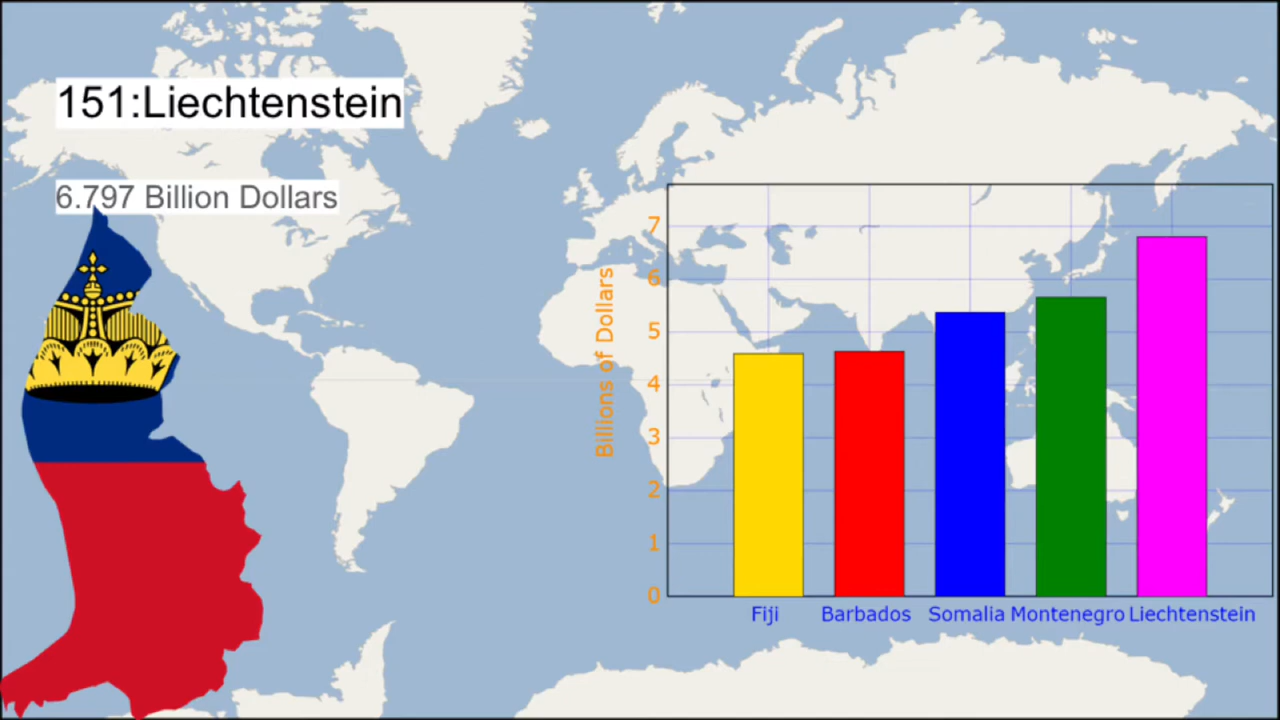 151:Liechtenstein
6.797 Billion Dollars
Billions of Dollars
7
6
5
4
3
2
1
0
Fiji Barbados Somalia Montenegro Liechtenstein